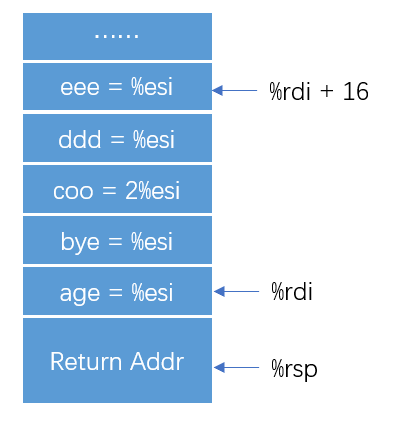 ……
eee = %esi
%rdi + 16
ddd = %esi
coo = 2%esi
bye = %esi
age = %esi
%rdi
Return Addr
%rsp